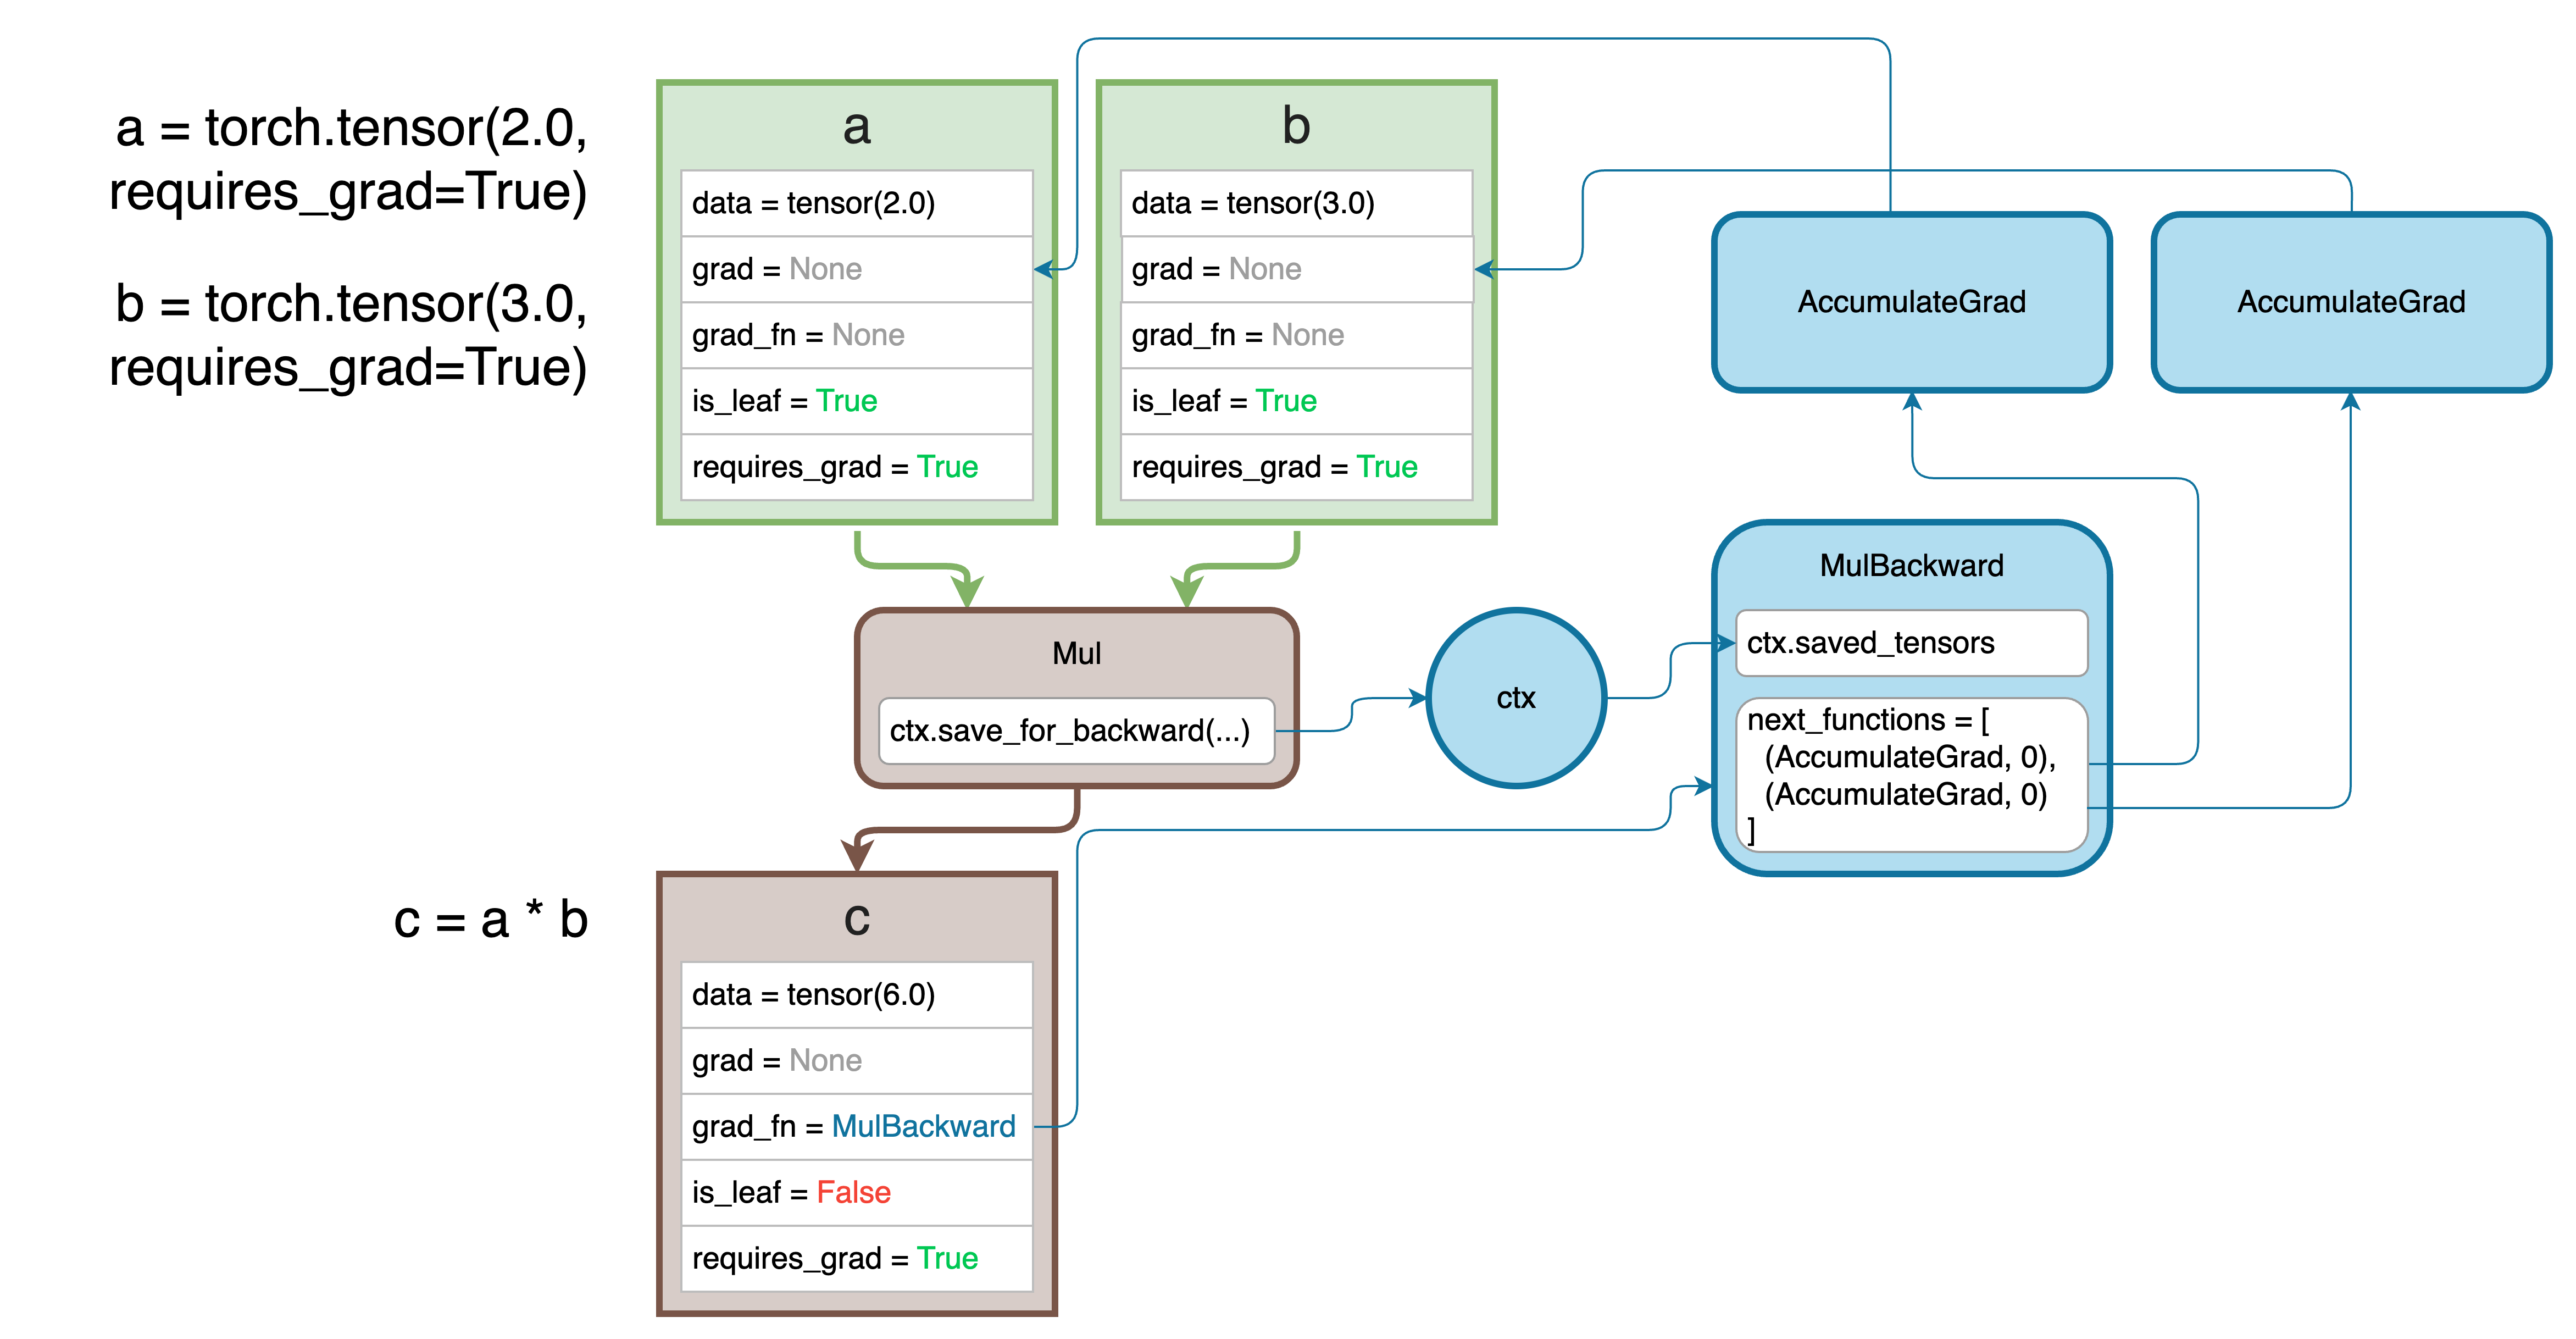 a = torch.tensor(2.0,
requires_grad=True)
b = torch.tensor(3.0,
requires_grad=True)
a
data = tensor(2.0)
grad = None
grad_fn = None
is_leaf = True
requires_grad = True
b
data = tensor(3.0)
grad = None
grad_fn = None
is_leaf = True
requires_grad = True
AccumulateGrad
AccumulateGrad
Mul
ctx.save_for_backward(...)
ctx
MulBackward
ctx.saved_tensors
next_functions = [
(AccumulateGrad, 0),
(AccumulateGrad, 0)
]
c = a * b
c
data = tensor(6.0)
grad = None
grad_fn = MulBackward
is_leaf = False
requires_grad = True